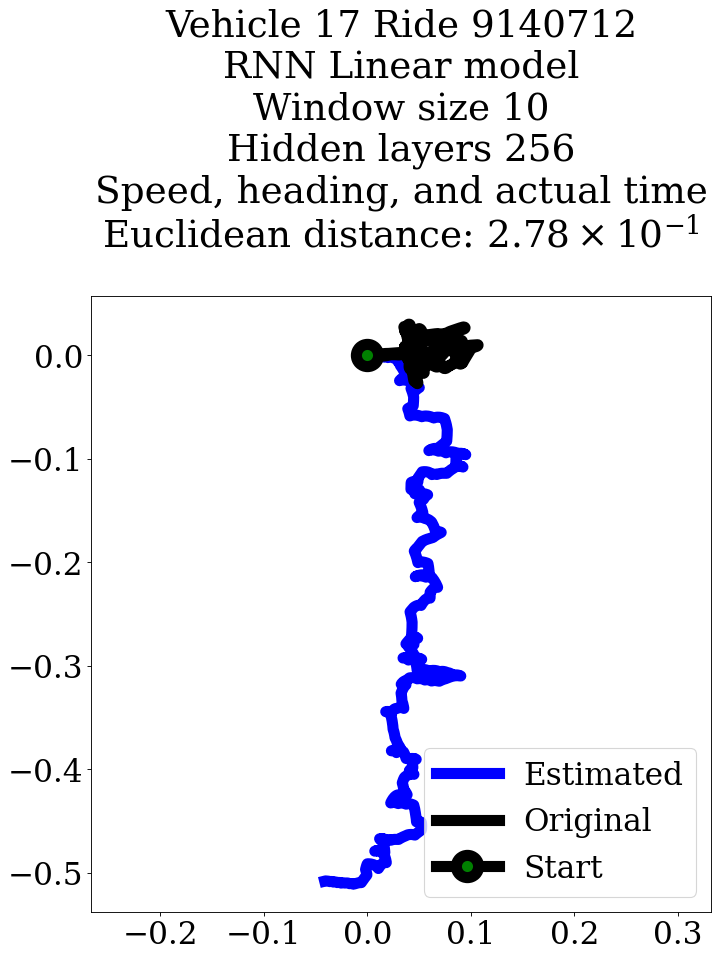 Vehicle 17 Ride 9140712
RNN Linear model
Window size 10
Hidden layers 256
Speed, heading, and actual time
Euclidean distance: 2.78 × 10⁻¹
0.0
−0.1
−0.2
−0.3
−0.4
−0.5
Estimated
Original
Start
−0.2 −0.1 0.0 0.1 0.2 0.3